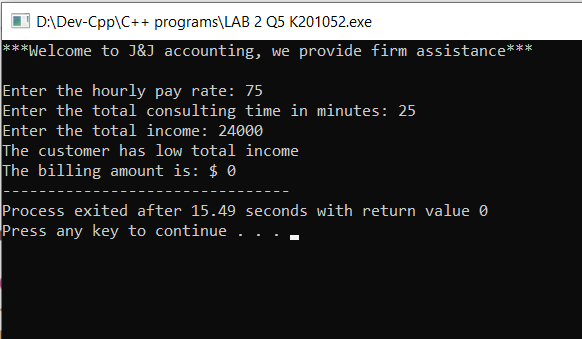 D:\Dev-Cpp\C++ programs\LAB 2 Q5 K201052.exe
***Welcome to J&J accounting, we provide firm assistance***
Enter the hourly pay rate: 75
Enter the total consulting time in minutes: 25
Enter the total income: 24000
The customer has low total income
The billing amount is: $ 0
--------------------------------
Process exited after 15.49 seconds with return value 0
Press any key to continue . . .